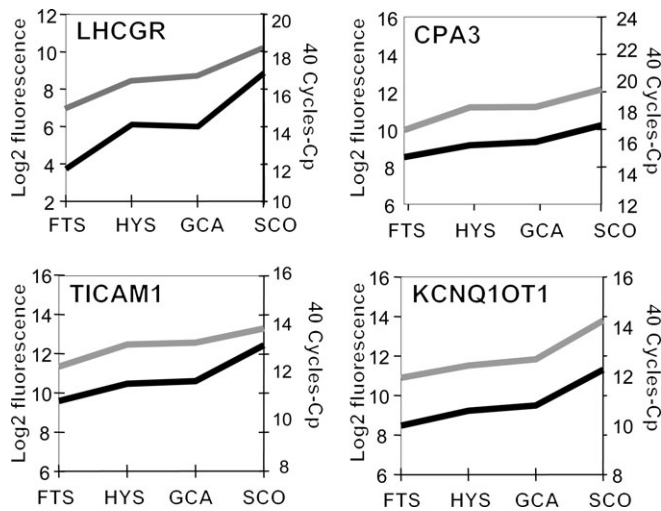 LHCGR
Log2 fluorescence
12
10
8
6
4
2
20
18
16
14
12
10
40 Cycles-Cp
FTS HYS GCA SCO
CPA3
Log2 fluorescence
16
14
12
10
8
6
24
22
20
18
16
14
12
40 Cycles-Cp
FTS HYS GCA SCO
TICAM1
Log2 fluorescence
16
14
12
10
8
6
16
14
12
10
8
40 Cycles-Cp
FTS HYS GCA SCO
KCNQ1OT1
Log2 fluorescence
16
14
12
10
8
6
16
14
12
10
8
40 Cycles-Cp
FTS HYS GCA SCO